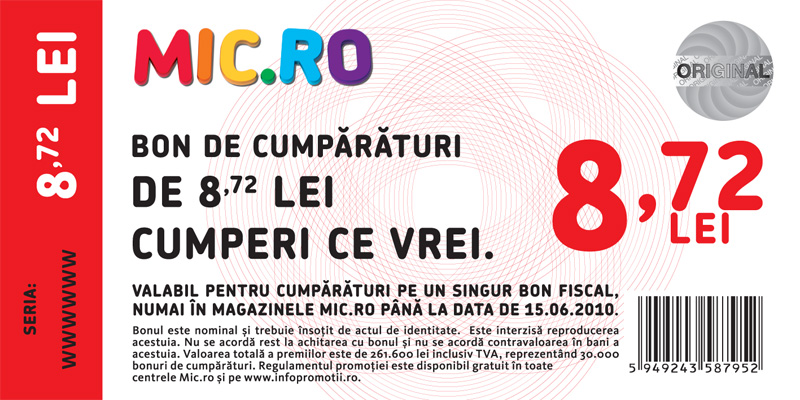 8,72 LEI
SERIA:
WWWWWW
MIC.RO
ORIGINAL
BON DE CUMPĂRĂTURI
DE 8,72 LEI
CUMPERI CE VREI.
8,72
LEI
VALABIL PENTRU CUMPĂRĂTURI PE UN SINGUR BON FISCAL,
NUMAI ÎN MAGAZINELE MIC.RO PÂNĂ LA DATA DE 15.06.2010.
Bonul este nominal și trebuie însoțit de actul de identitate. Este interzisă reproducerea
acestuia. Nu se acordă rest la achitarea cu bonul și nu se acordă contravaloarea în bani a
acestuia. Valoarea totală a premiilor este de 261.600 lei inclusiv TVA, reprezentând 30.000
bonuri de cumpărături. Regulamentul promoției este disponibil gratuit în toate
centrele Mic.ro și pe www.infopromotii.ro.
5 949243 587952